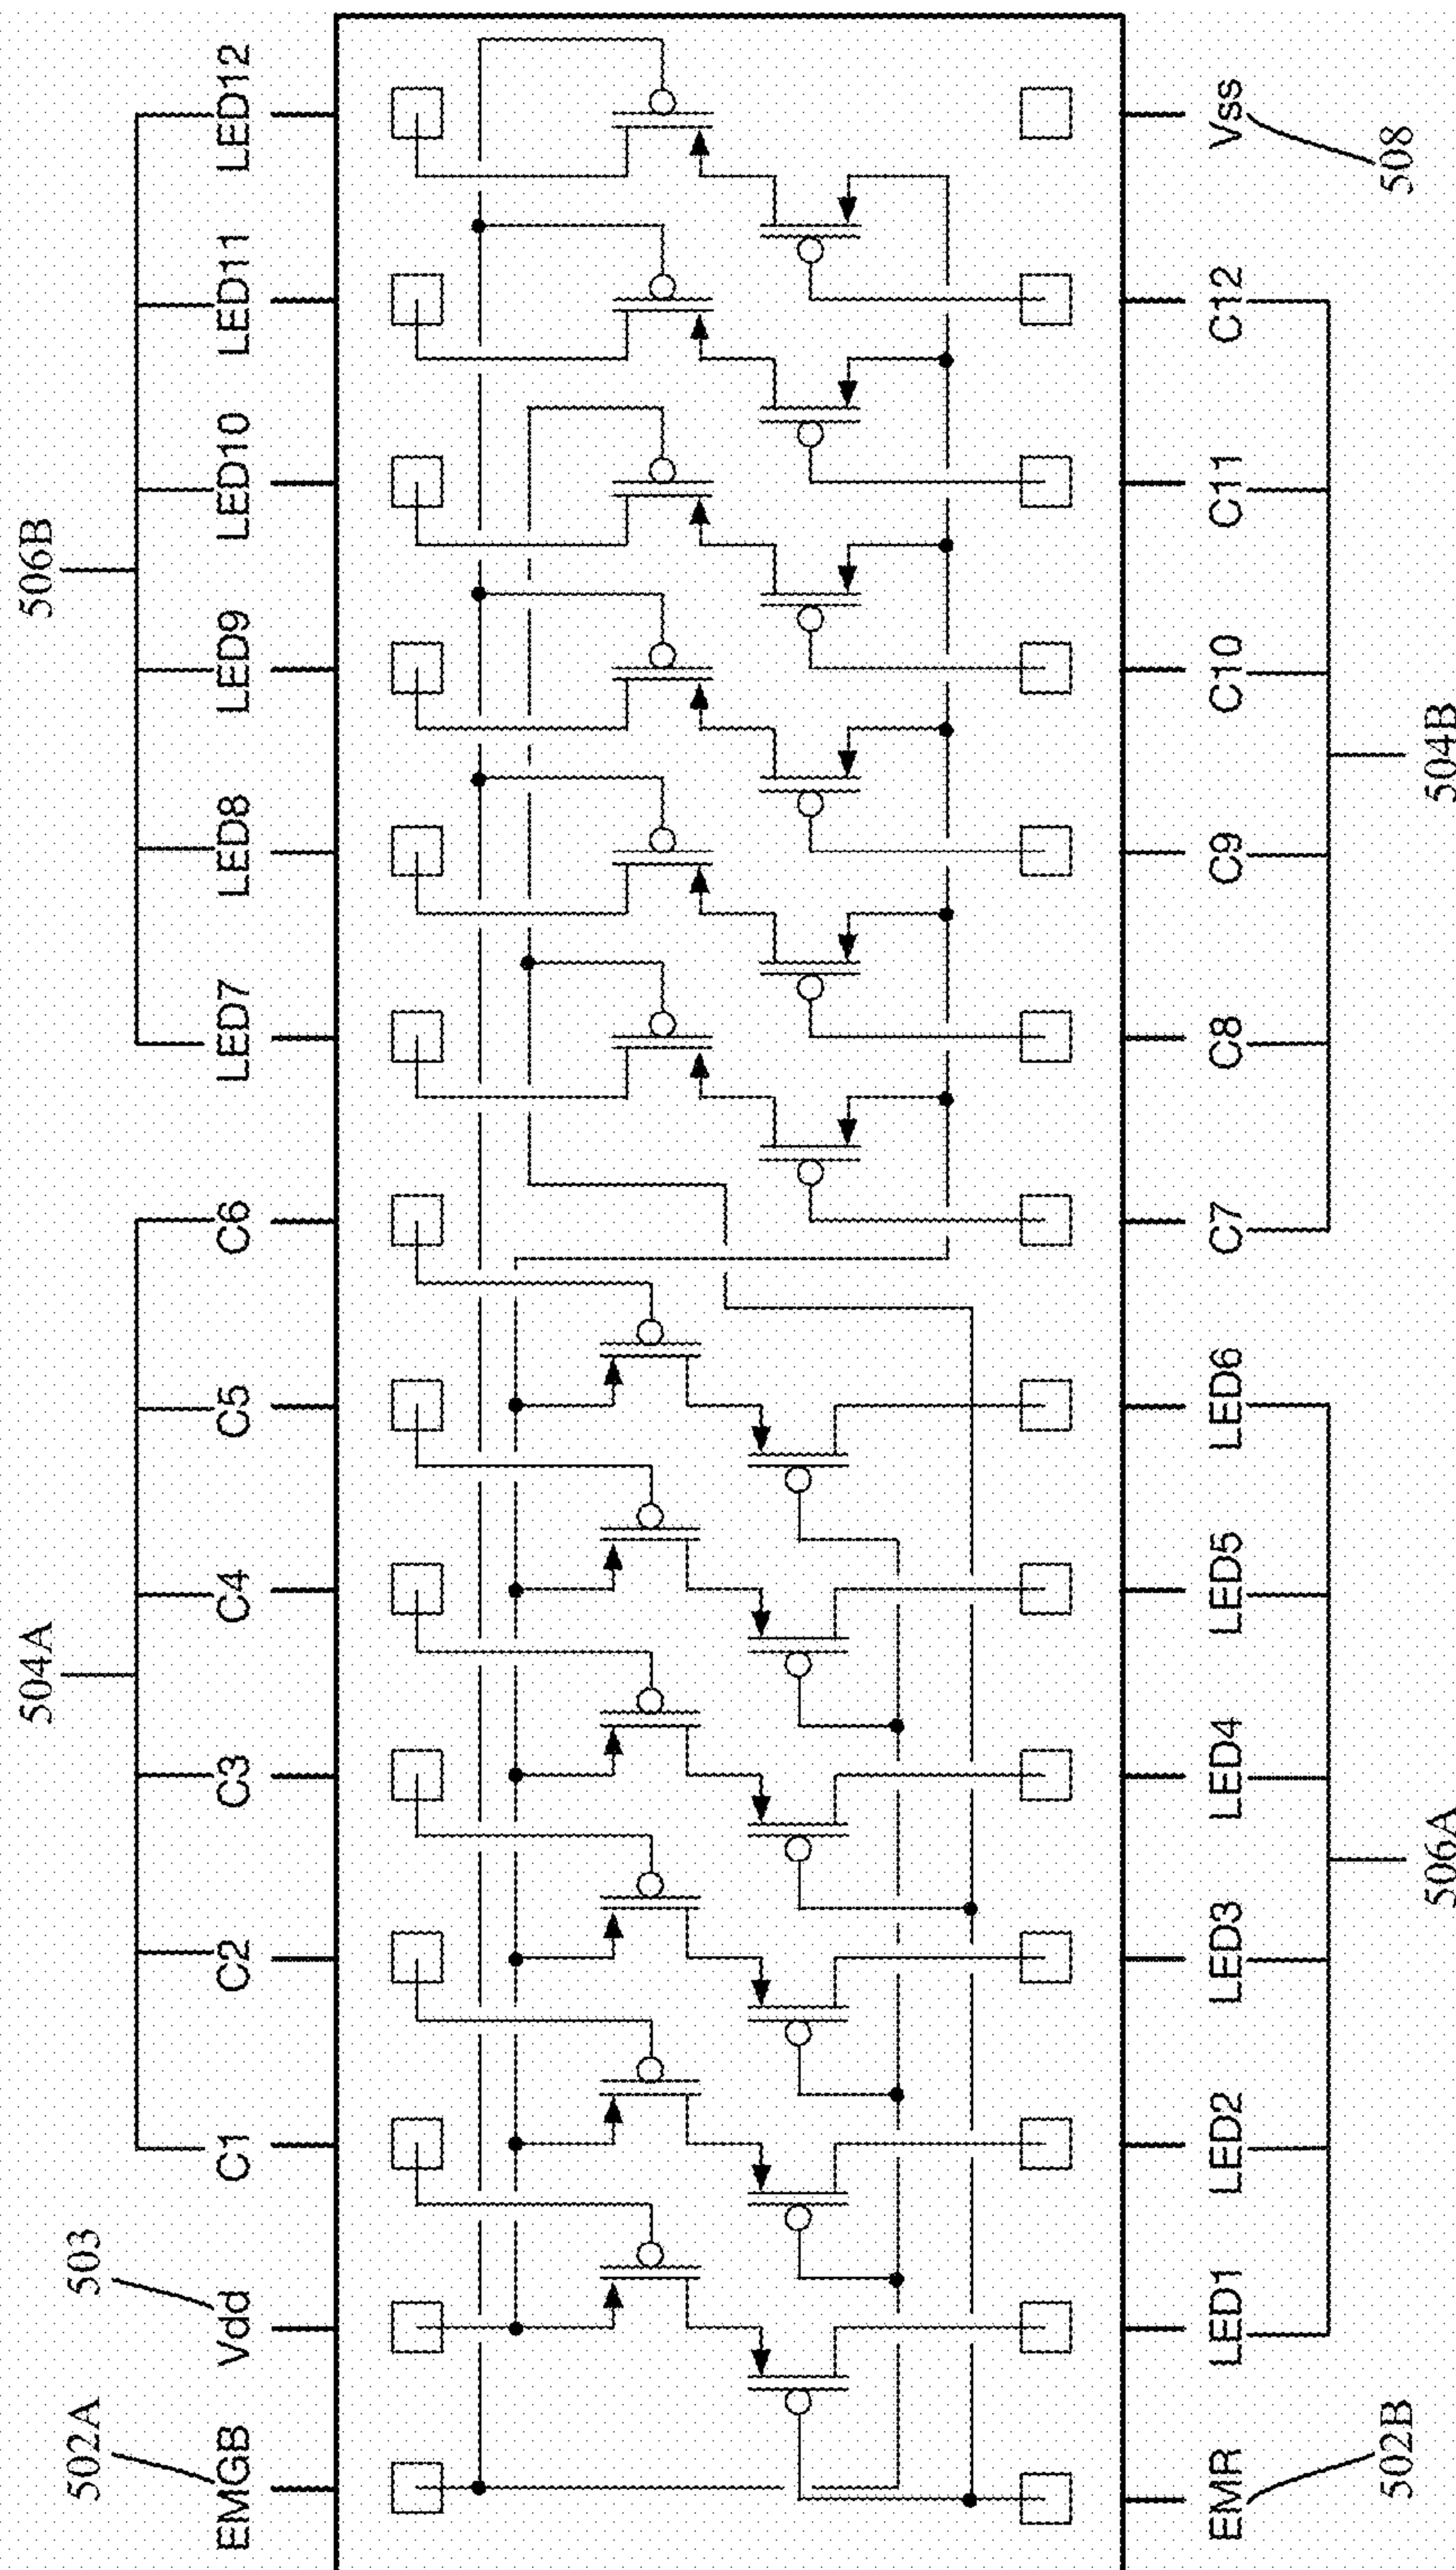 506B
504A
503
502A
LED12
LED11
LED10
LED9
LED8
LED7
C6
C5
C4
C3
C2
C1
Vdd
EMGB
Vss
C12
C11
C10
C9
C8
C7
LED6
LED5
LED4
LED3
LED2
LED1
EMR
508
504B
506A
502B